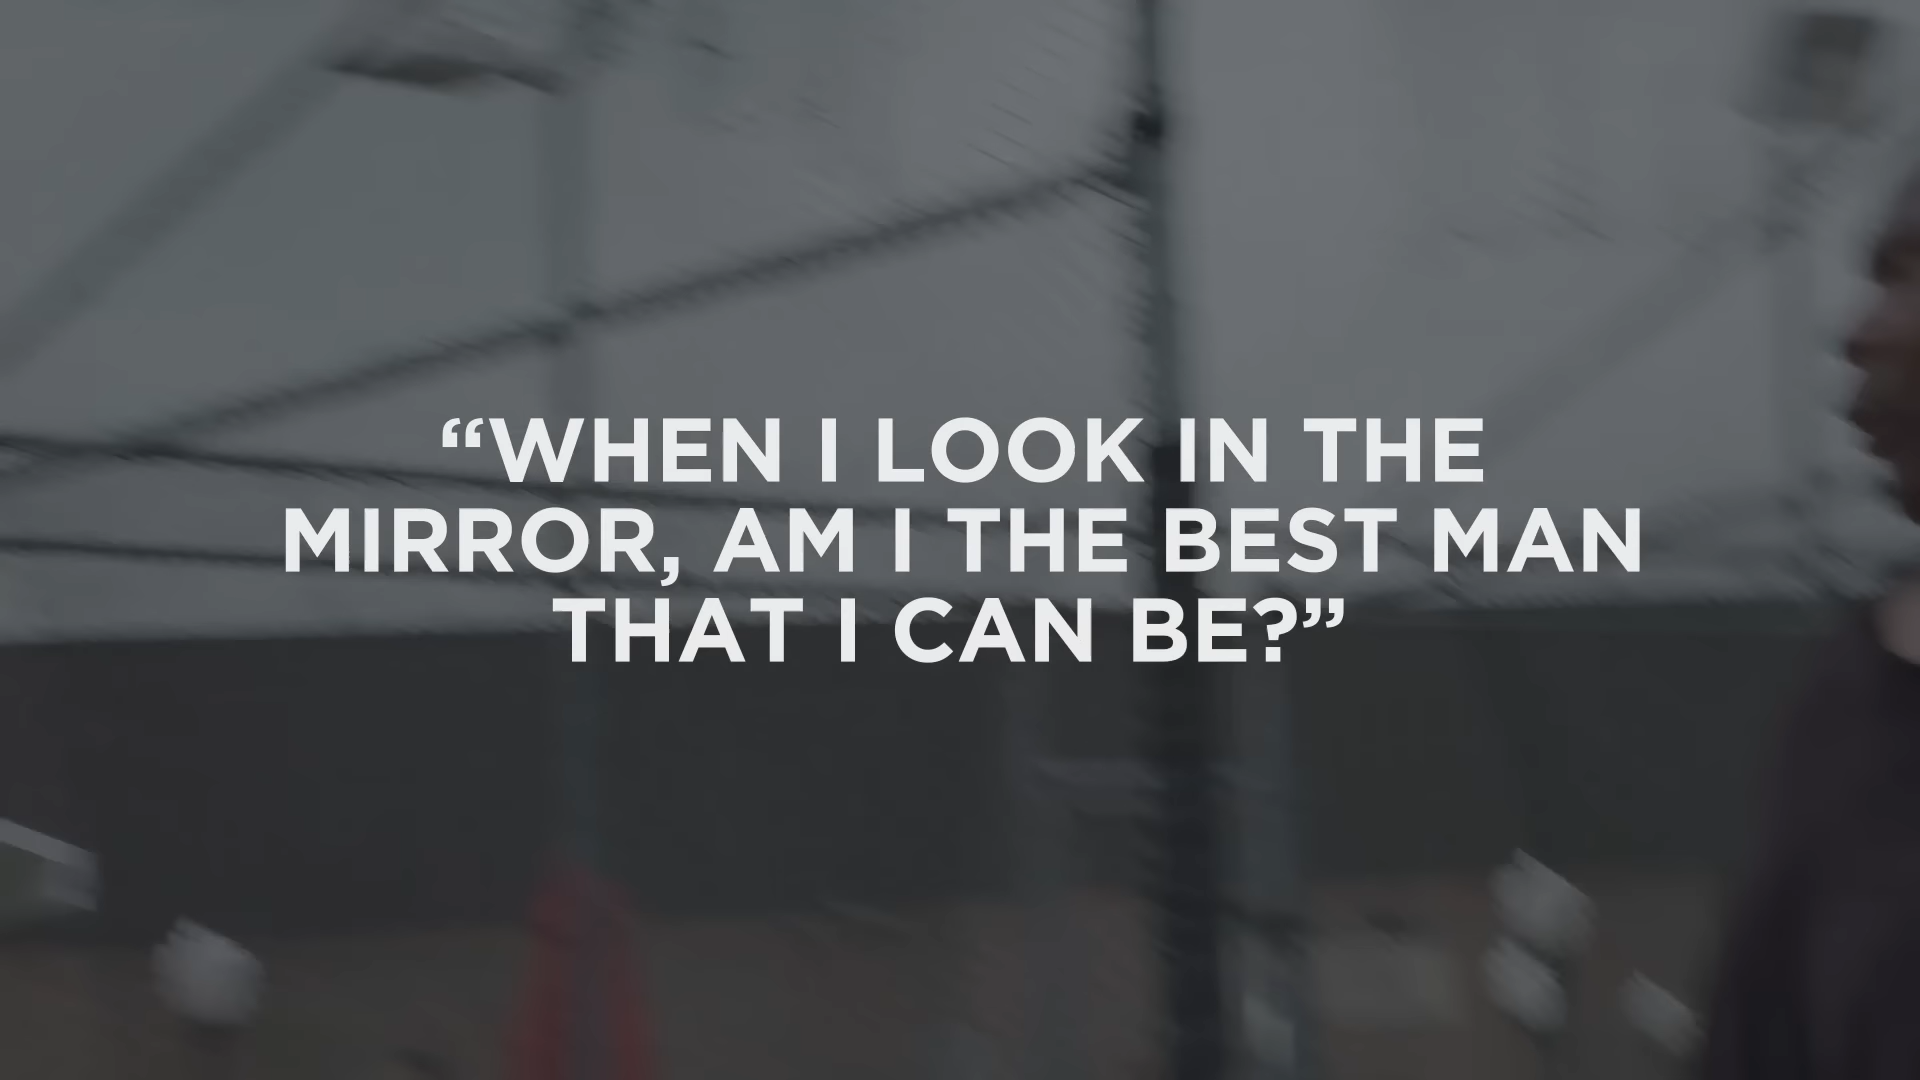 “WHEN I LOOK IN THE
MIRROR, AM I THE BEST MAN
THAT I CAN BE?”